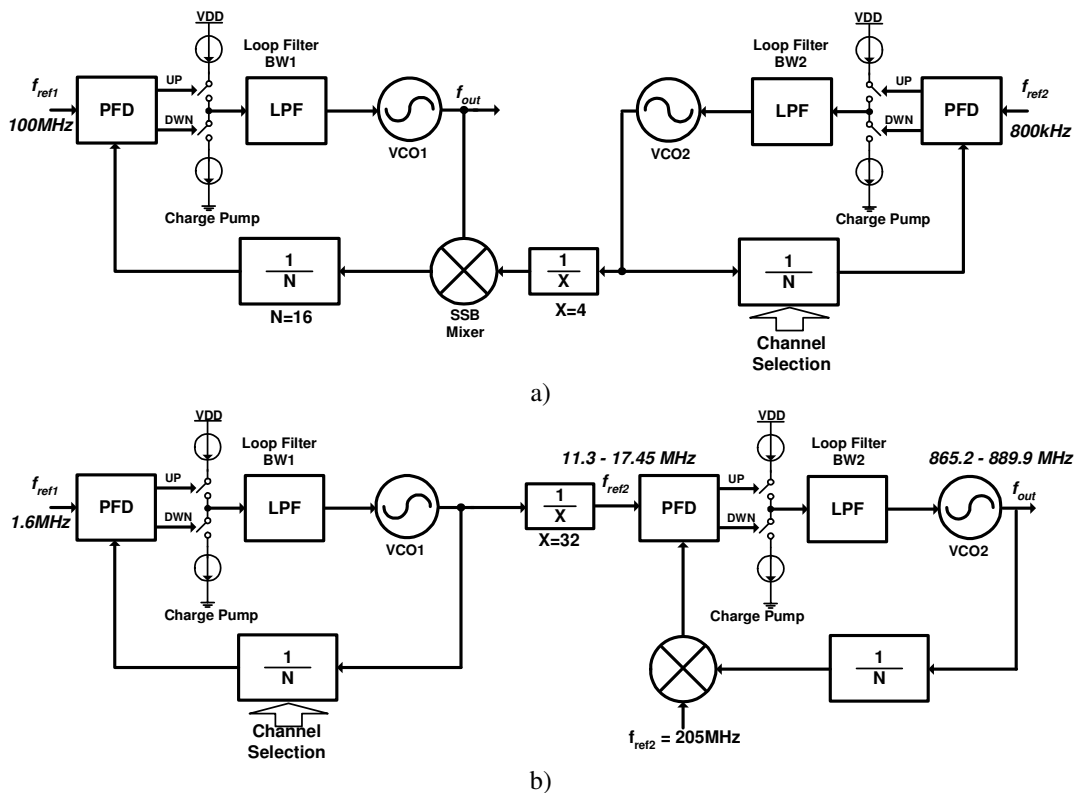 VDD
Loop Filter
BW1
f_ref1
100MHz
PFD
UP
DWN
LPF
VCO1
f_out
Charge Pump
1
N
N=16
SSB
Mixer
1
X
X=4
VCO2
Loop Filter
BW2
LPF
VDD
UP
DWN
PFD
f_ref2
800kHz
Charge Pump
1
N
Channel
Selection
a)
VDD
Loop Filter
BW1
f_ref1
1.6MHz
PFD
UP
DWN
LPF
VCO1
Charge Pump
1
N
Channel
Selection
1
X
X=32
11.3 - 17.45 MHz
f_ref2
PFD
VDD
UP
DWN
Loop Filter
BW2
LPF
865.2 - 889.9 MHz
f_out
VCO2
Charge Pump
1
N
f_ref2 = 205MHz
b)